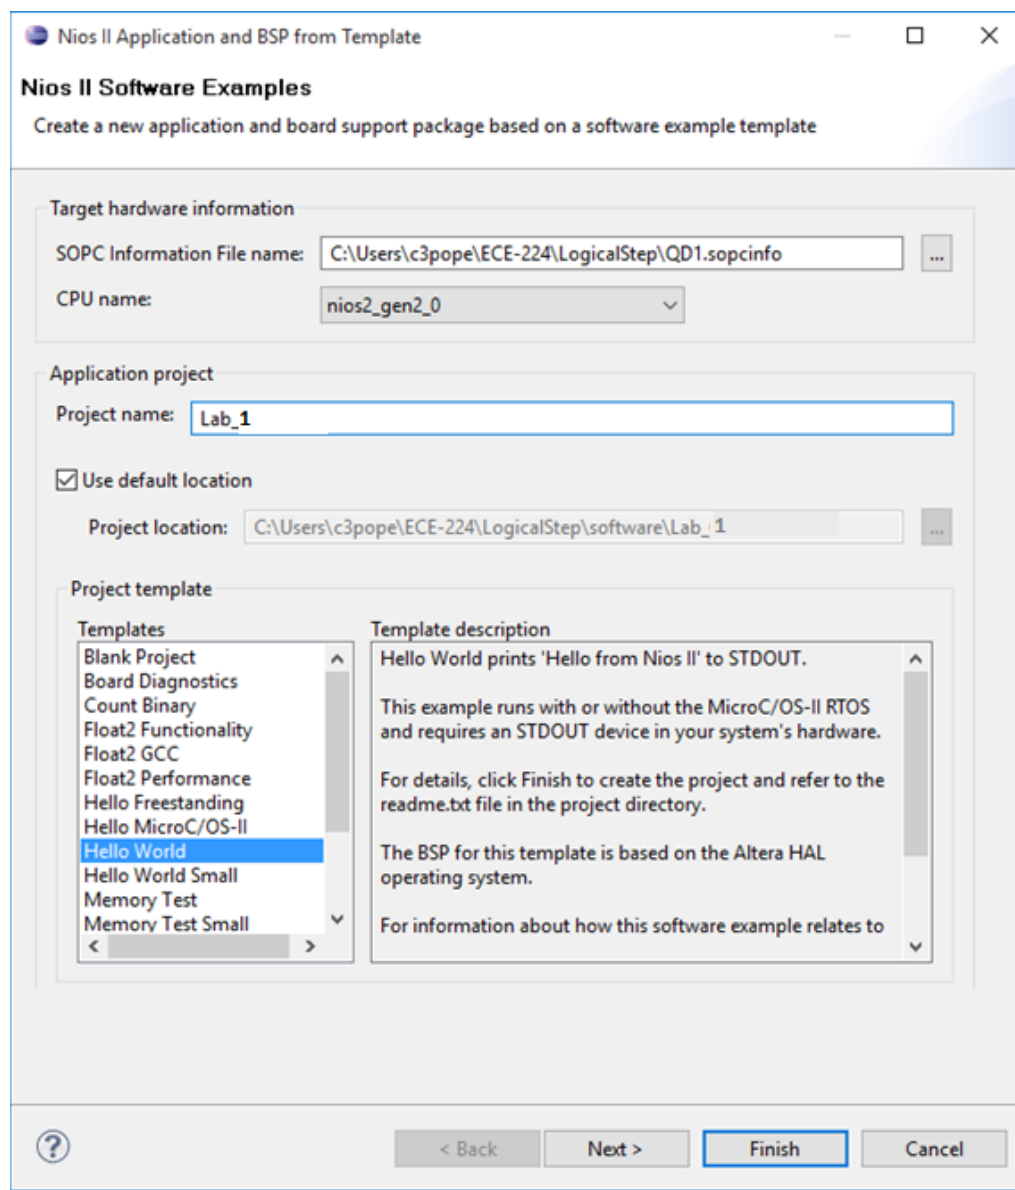 Nios II Application and BSP from Template
Nios II Software Examples
Create a new application and board support package based on a software example template
Target hardware information
SOPC Information File name: C:\Users\c3pope\ECE-224\LogicalStep\QD1.sopcinfo ...
CPU name: nios2_gen2_0
Application project
Project name: Lab_1
Use default location
Project location: C:\Users\c3pope\ECE-224\LogicalStep\software\Lab_1 ...
Project template
Templates
Blank Project
Board Diagnostics
Count Binary
Float2 Functionality
Float2 GCC
Float2 Performance
Hello Freestanding
Hello MicroC/OS-II
Hello World
Hello World Small
Memory Test
Memory Test Small
Template description
Hello World prints 'Hello from Nios II' to STDOUT.
This example runs with or without the MicroC/OS-II RTOS
and requires an STDOUT device in your system's hardware.
For details, click Finish to create the project and refer to the
readme.txt file in the project directory.
The BSP for this template is based on the Altera HAL
operating system.
For information about how this software example relates to
? < Back Next > Finish Cancel